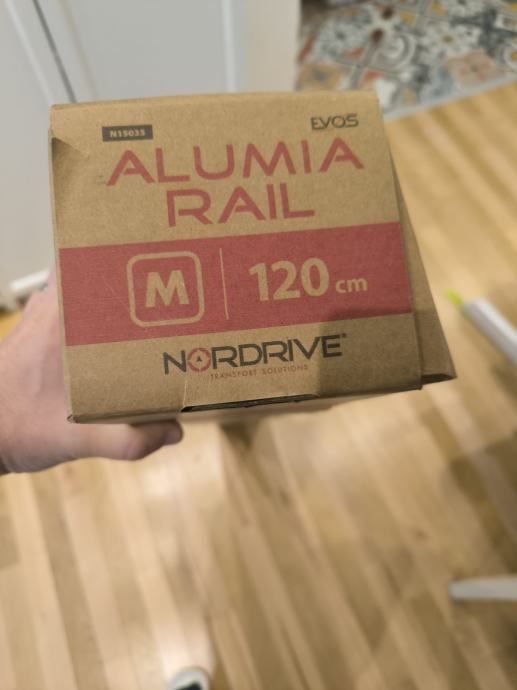 N15035
EVOS
ALUMIA
RAIL
M
120 cm
NORDRIVE®
TRANSPORT SOLUTIONS